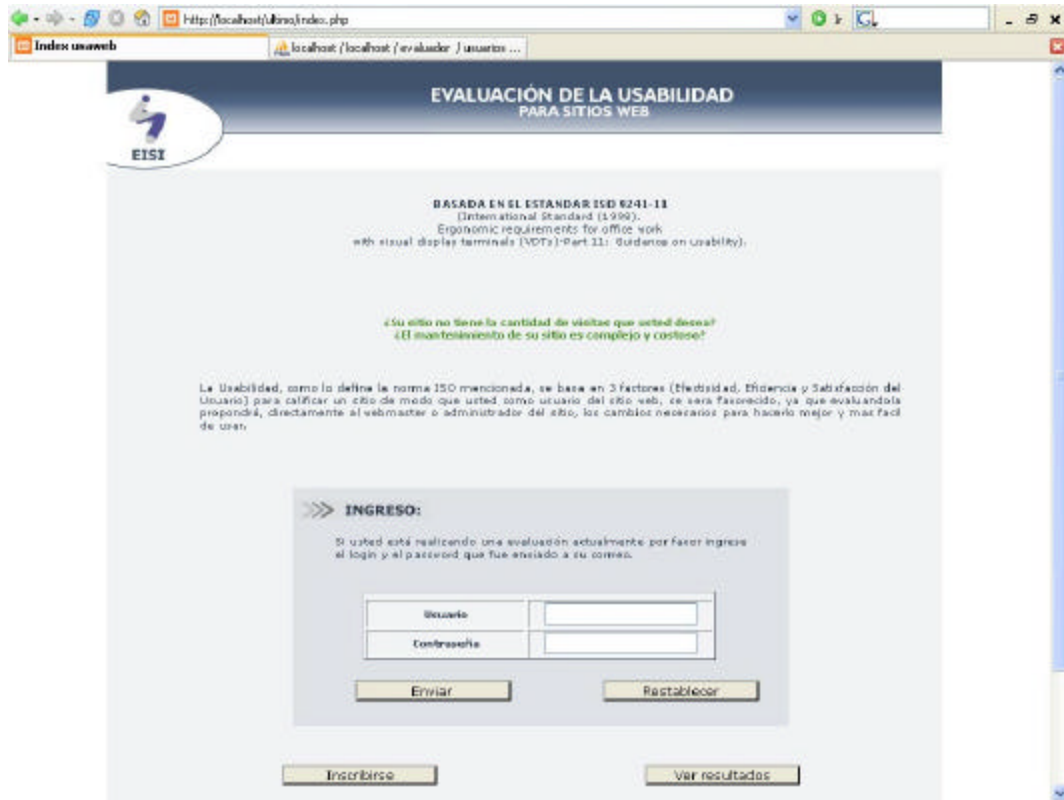 http://localhost/ultimo/index.php
Index usaweb
localhost / localhost / evaluador / usuarios ...
EVALUACIÓN DE LA USABILIDAD
PARA SITIOS WEB
EISI
BASADA EN EL ESTANDAR ISO 9241-11
(International Standard (1998).
Ergonomic requirements for office work
with visual display terminals (VDTs)-Part 11: Guidance on usability).
¿Su sitio no tiene la cantidad de visitas que usted desea?
¿El mantenimiento de su sitio es complejo y costoso?
La Usabilidad, como lo define la norma ISO mencionada, se basa en 3 factores (Efectividad, Eficiencia y Satisfacción del
Usuario) para calificar un sitio de modo que usted como usuario del sitio web, se vera favorecido, ya que evaluandola
propondrá, directamente al webmaster o administrador del sitio, los cambios necesarios para hacerlo mejor y mas facil
de usar.
INGRESO:
Si usted está realizando una evaluación actualmente por favor ingrese
el login y el password que fue enviado a su correo.
Usuario
Contraseña
Enviar
Restablecer
Inscribirse
Ver resultados